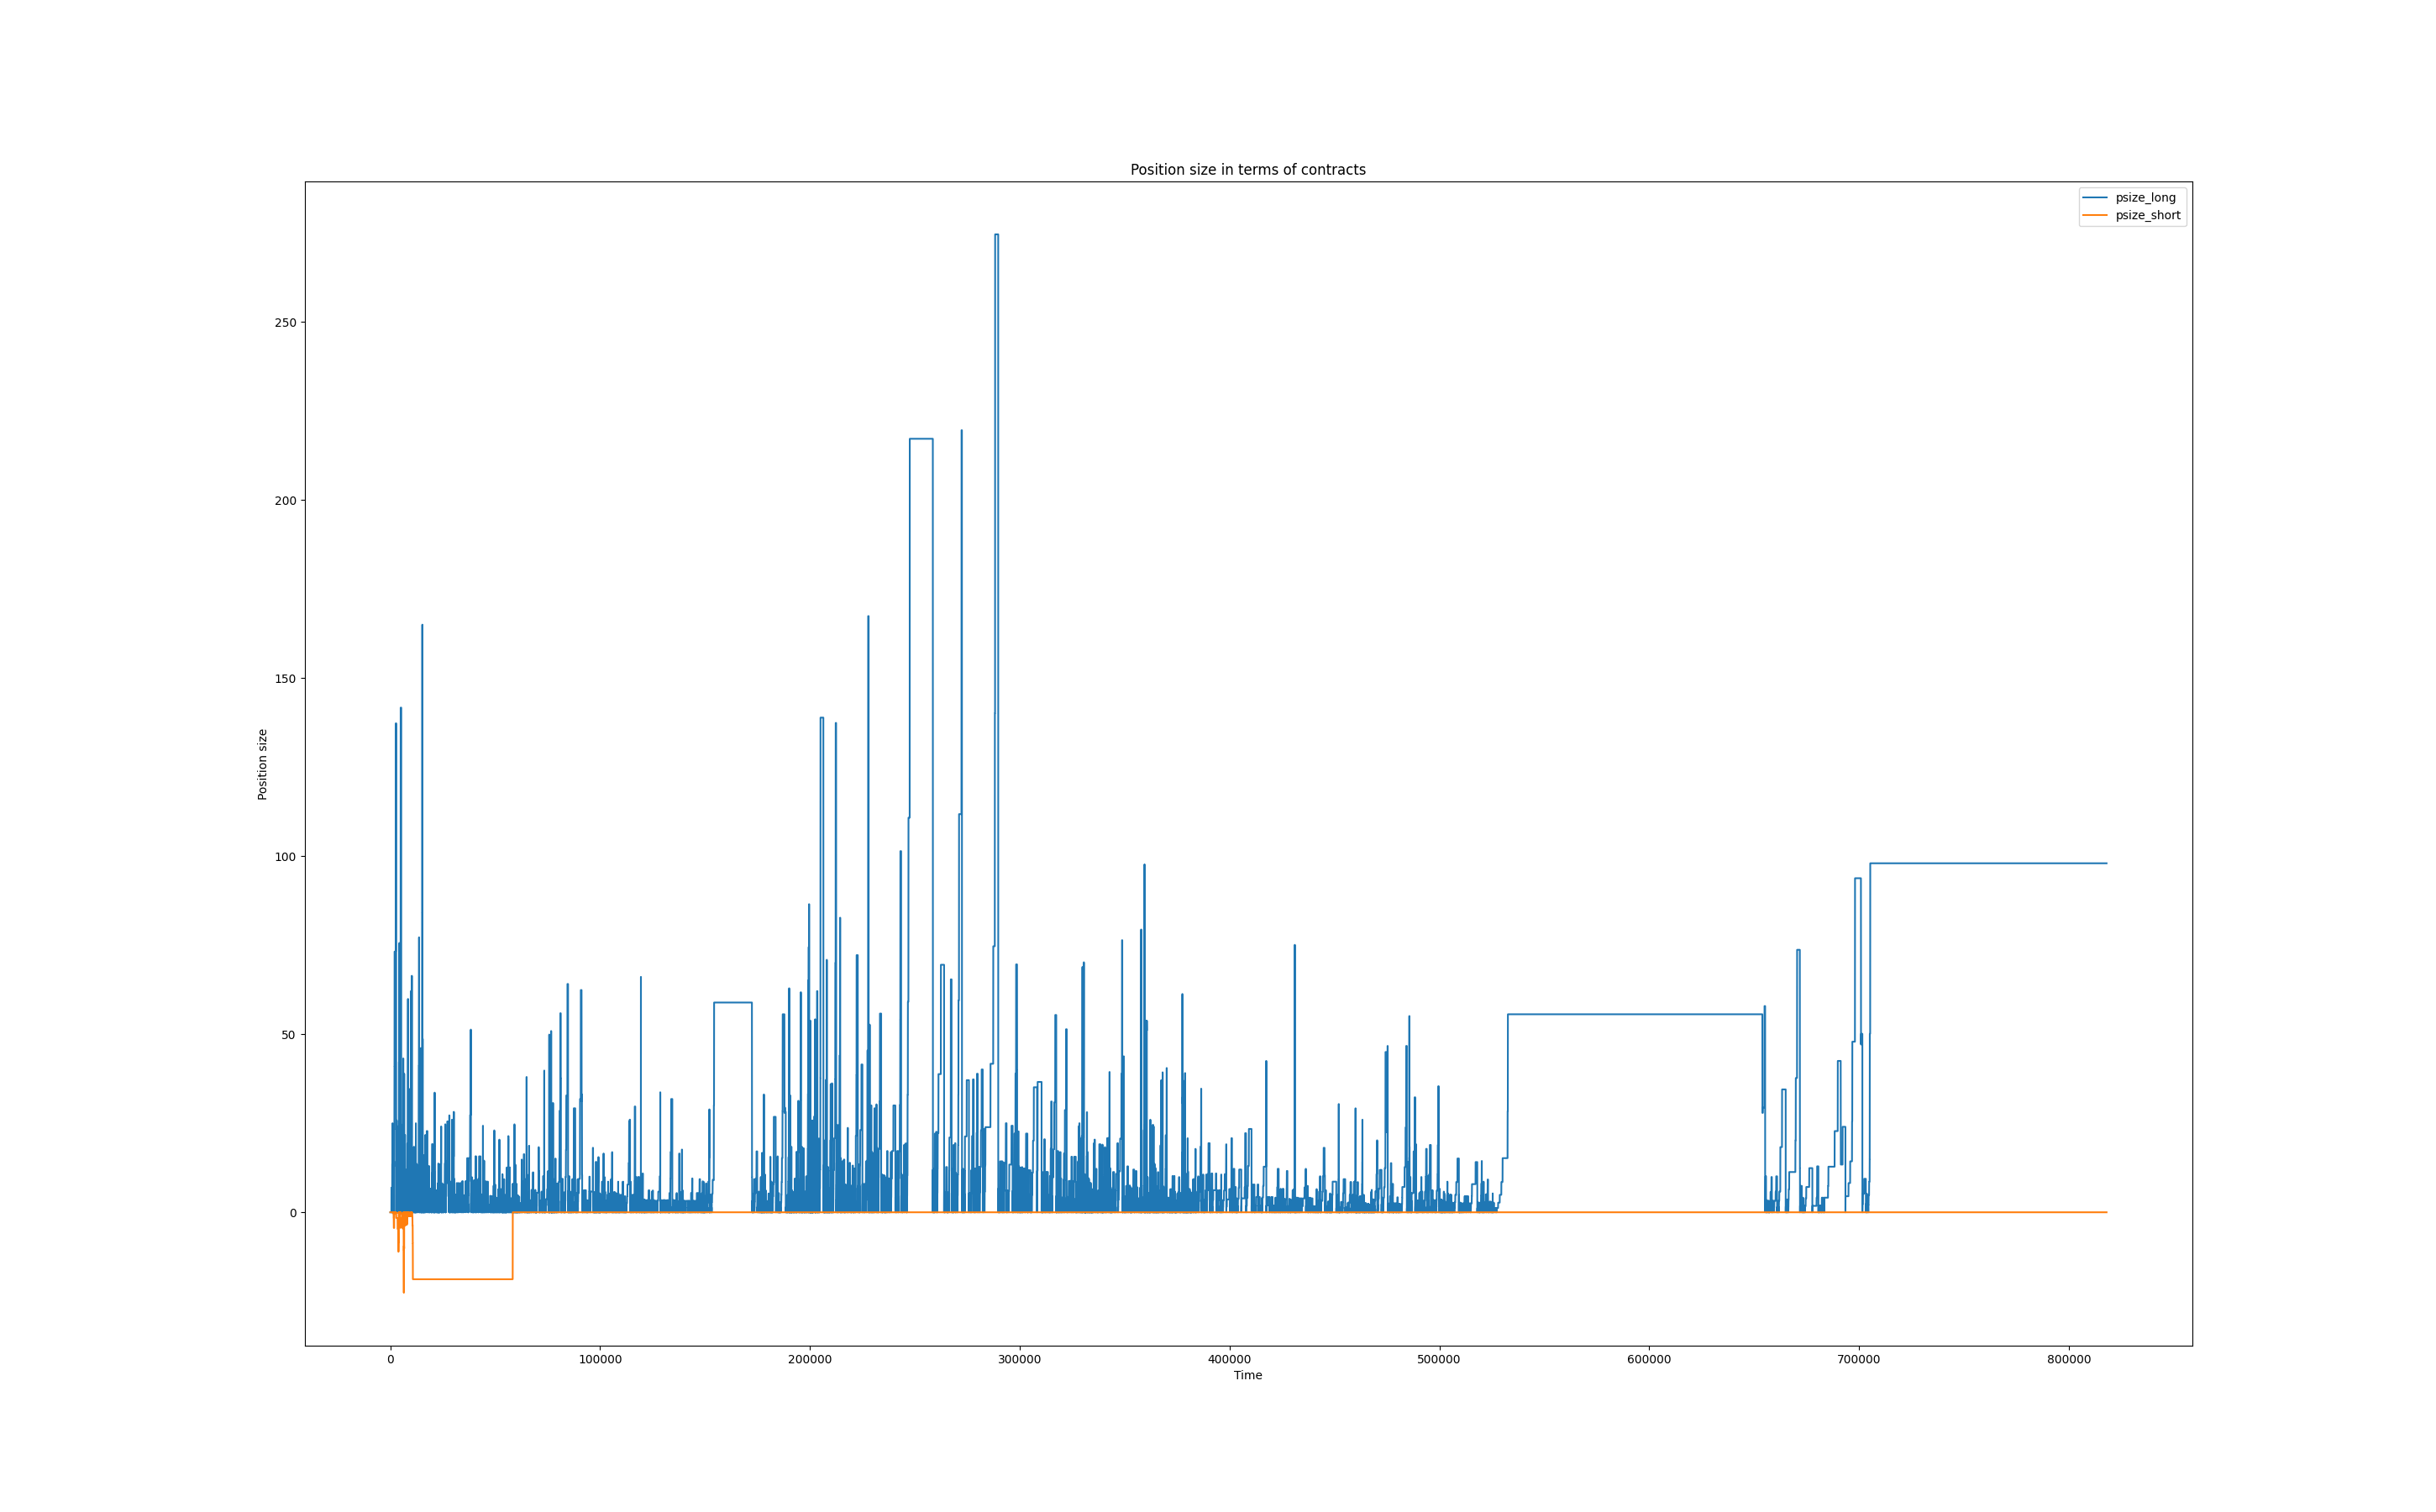 Position size in terms of contracts
psize_long
psize_short
250
200
150
100
50
0
Position size
0 100000 200000 300000 400000 500000 600000 700000 800000
Time